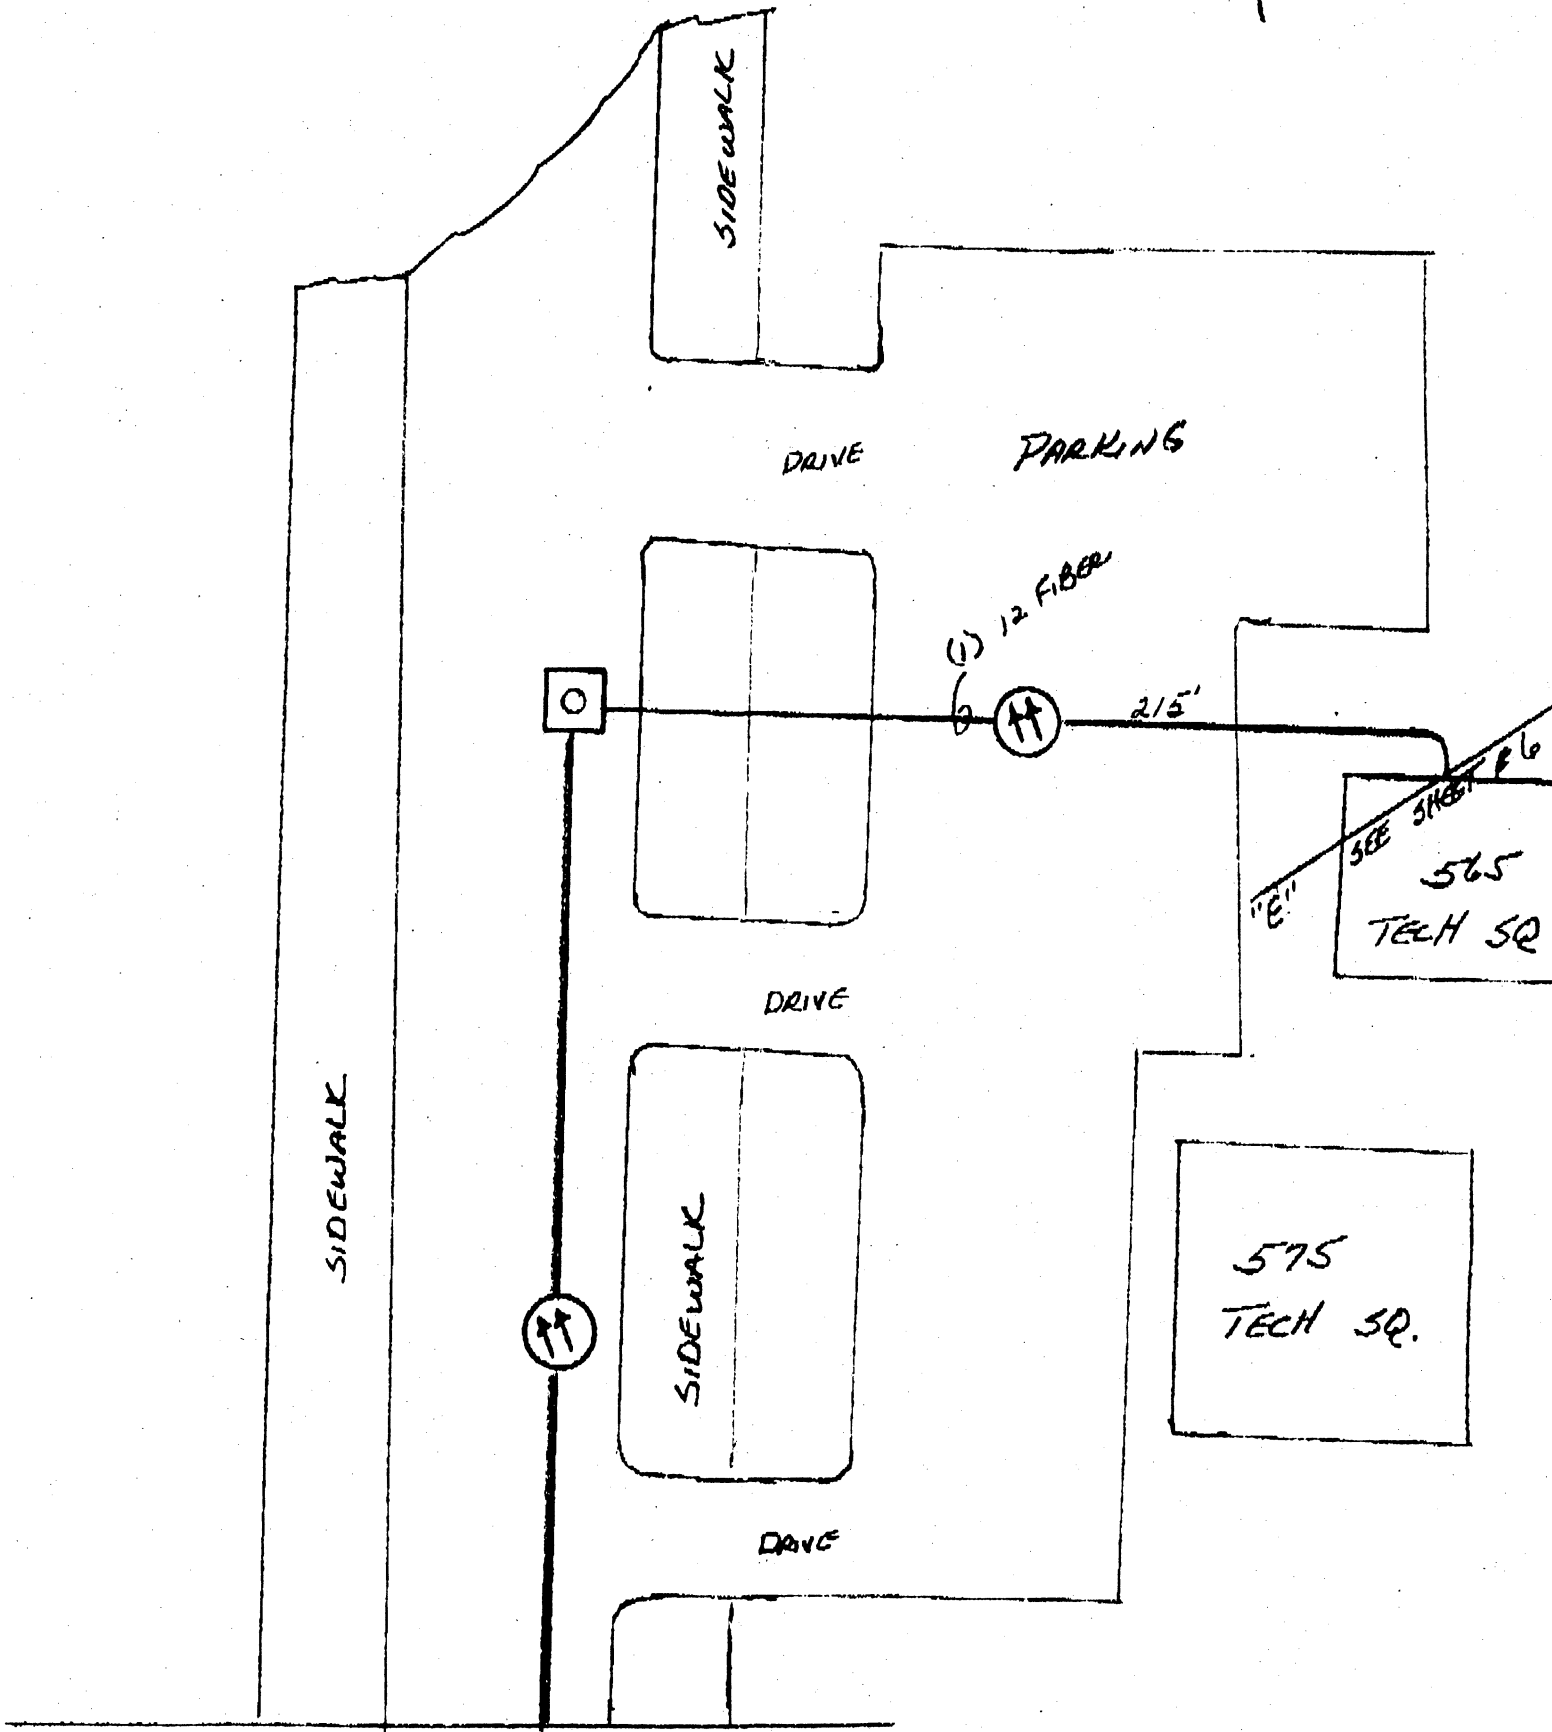 SIDEWALK
DRIVE
PARKING
(1) 12 FIBER
215'
SEE SHEET # 6
"E"
565
TECH SQ
DRIVE
SIDEWALK
SIDEWALK
575
TECH SQ.
DRIVE